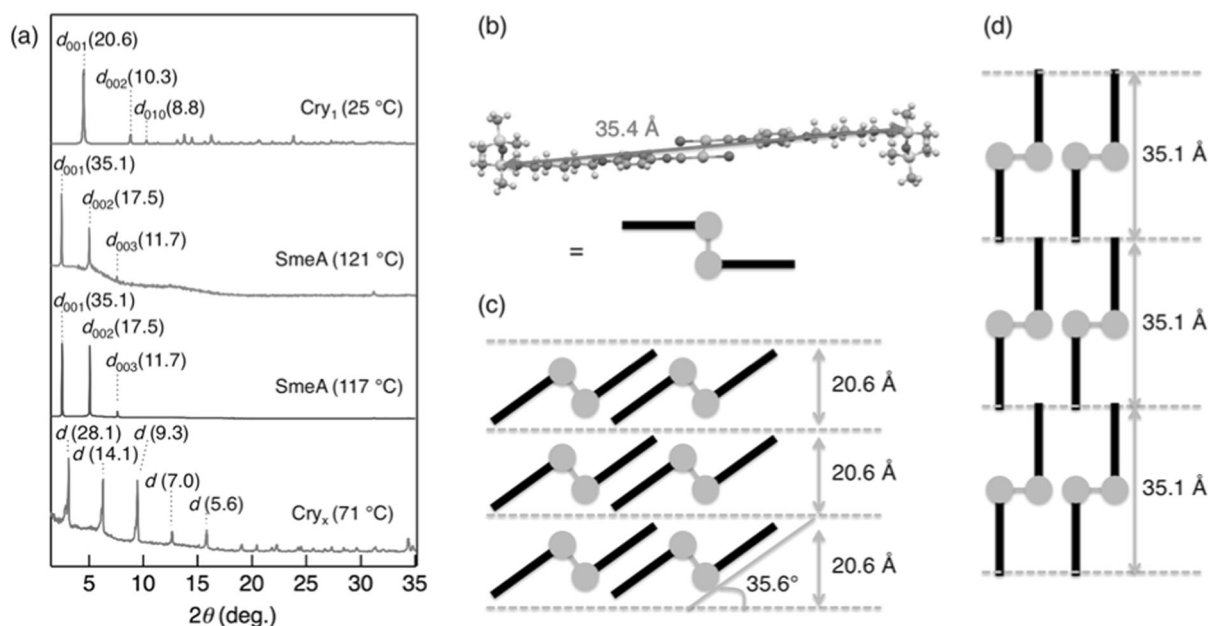 (a)
d001(20.6)
d002(10.3)
d010(8.8)
Cry1 (25 °C)
d001(35.1)
d002(17.5)
d003(11.7)
SmeA (121 °C)
d001(35.1)
d002(17.5)
d003(11.7)
SmeA (117 °C)
d (28.1)
d (9.3)
d (14.1)
d (7.0)
d (5.6)
Cryx (71 °C)
5 10 15 20 25 30 35
2θ (deg.)
(b)
35.4 Å
=
(c)
20.6 Å
20.6 Å
20.6 Å
35.6°
(d)
35.1 Å
35.1 Å
35.1 Å